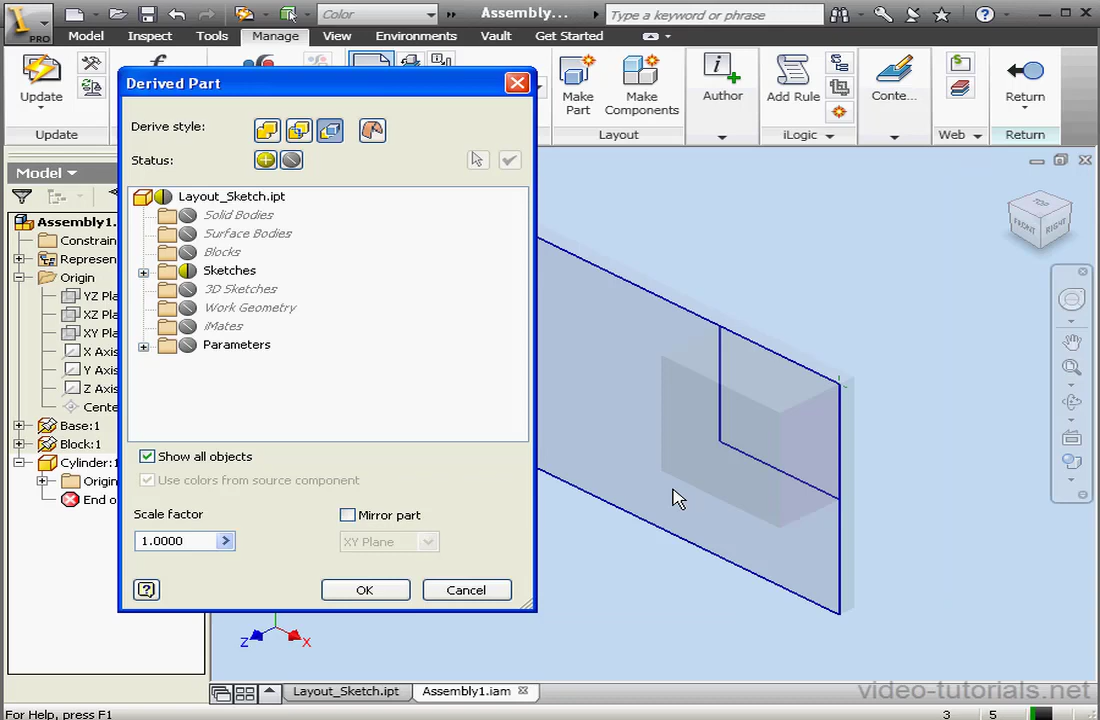 Color
Assembly...
Type a keyword or phrase
PRO
Model
Inspect
Tools
Manage
View
Environments
Vault
Get Started
Update
Make Part
Make Components
Author
Add Rule
Conte...
Return
Update
Layout
iLogic
Web
Return
Model
Assembly1.
Constrain
Represen
Origin
YZ Pla
XZ Pla
XY Pla
X Axis
Y Axis
Z Axis
Cente
Base:1
Block:1
Cylinder:1
Origin
End o
Derived Part
Derive style:
Status:
Layout_Sketch.ipt
Solid Bodies
Surface Bodies
Blocks
Sketches
3D Sketches
Work Geometry
iMates
Parameters
Show all objects
Use colors from source component
Scale factor
Mirror part
1.0000
XY Plane
OK
Cancel
TOP
FRONT
RIGHT
Z
X
Layout_Sketch.ipt
Assembly1.iam
video-tutorials.net
For Help, press F1
3
5